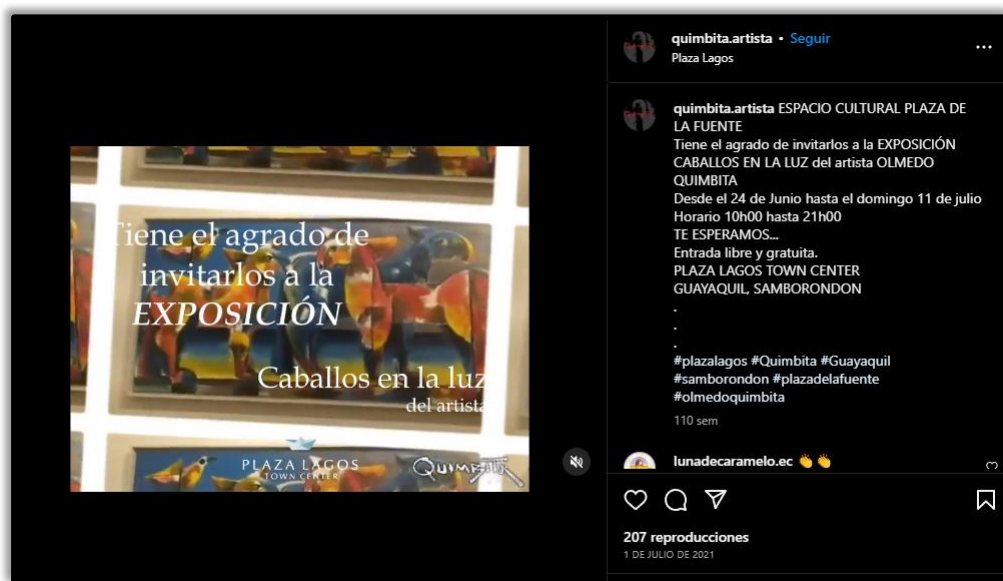 Tiene el agrado de
invitarlos a la
EXPOSICIÓN
Caballos en la luz
del artista
PLAZA LAGOS
TOWN CENTER
QUIMBITA
quimbita.artista • Seguir
Plaza Lagos
quimbita.artista ESPACIO CULTURAL PLAZA DE
LA FUENTE
Tiene el agrado de invitarlos a la EXPOSICIÓN
CABALLOS EN LA LUZ del artista OLMEDO
QUIMBITA
Desde el 24 de Junio hasta el domingo 11 de julio
Horario 10h00 hasta 21h00
TE ESPERAMOS...
Entrada libre y gratuita.
PLAZA LAGOS TOWN CENTER
GUAYAQUIL, SAMBORONDON
.
.
.
#plazalagos #Quimbita #Guayaquil
#samborondon #plazadelafuente
#olmedoquimbita
110 sem
lunadecaramelo.ec 👏👏
207 reproducciones
1 DE JULIO DE 2021